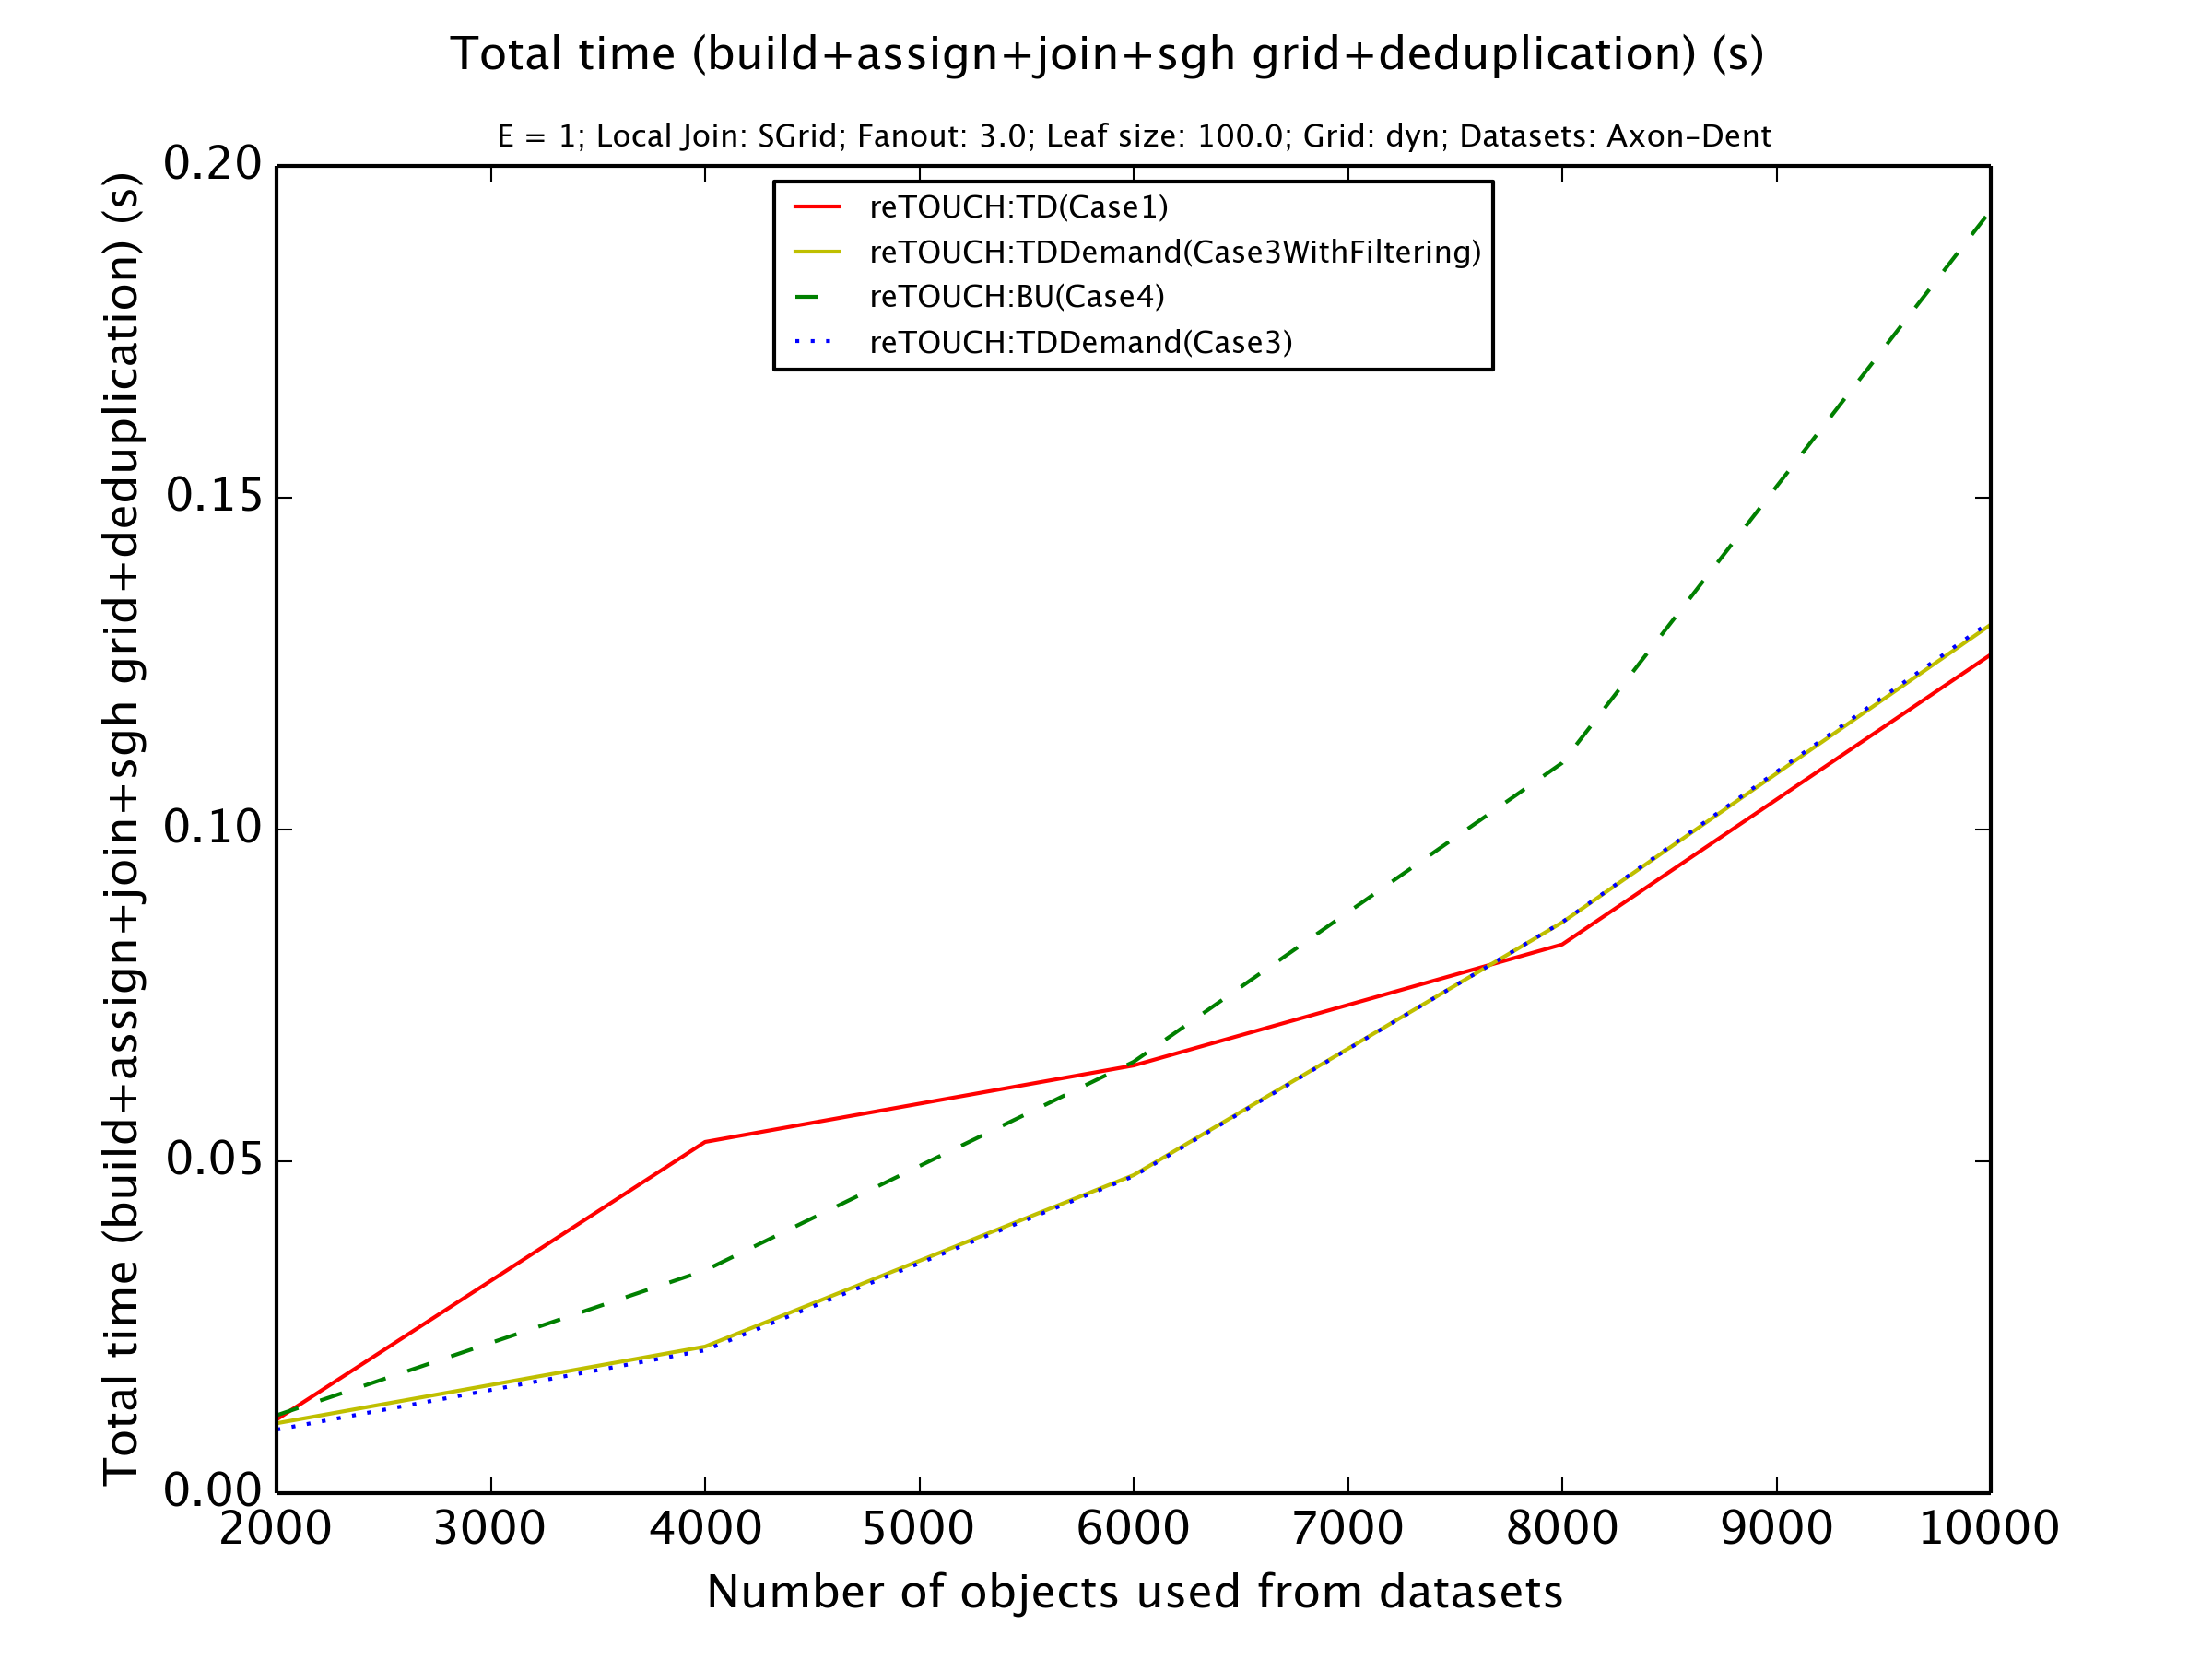 Total time (build+assign+join+sgh grid+deduplication) (s)
E = 1; Local Join: SGrid; Fanout: 3.0; Leaf size: 100.0; Grid: dyn; Datasets: Axon-Dent
Total time (build+assign+join+sgh grid+deduplication) (s)
0.20
0.15
0.10
0.05
0.00
reTOUCH:TD(Case1)
reTOUCH:TDDemand(Case3WithFiltering)
reTOUCH:BU(Case4)
reTOUCH:TDDemand(Case3)
2000 3000 4000 5000 6000 7000 8000 9000 10000
Number of objects used from datasets